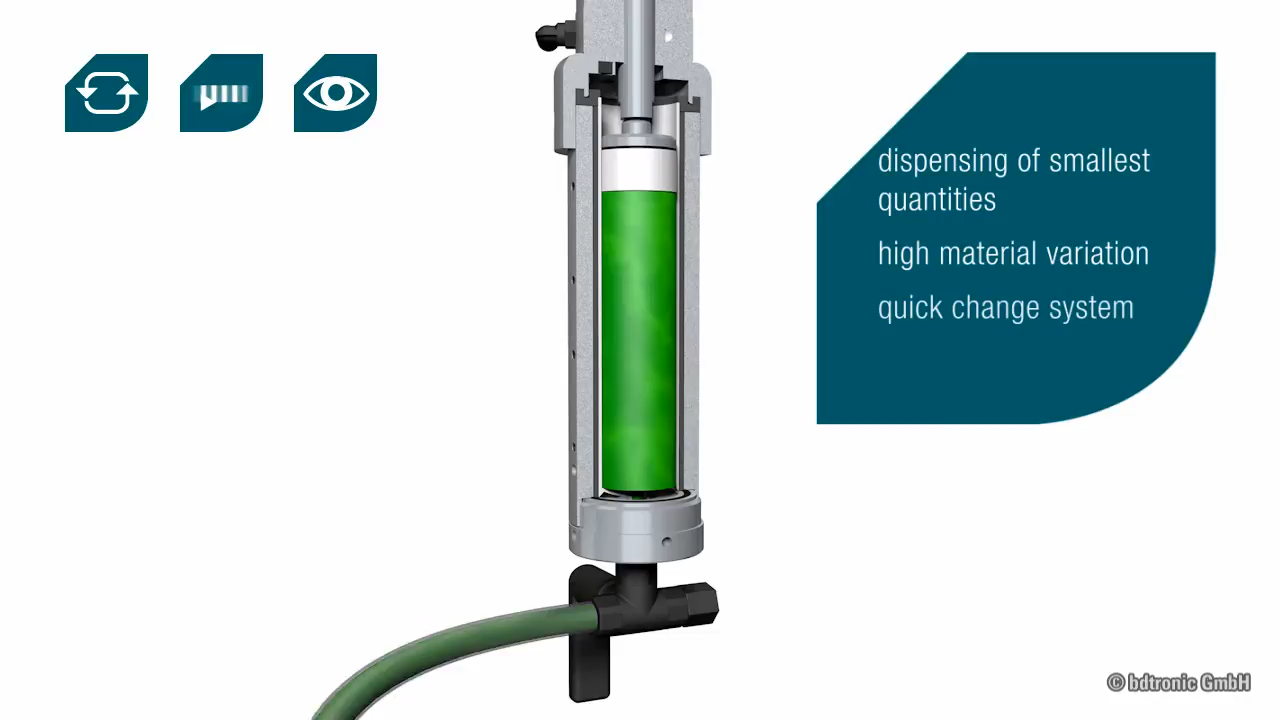 dispensing of smallest
quantities
high material variation
quick change system
© bdtronic GmbH